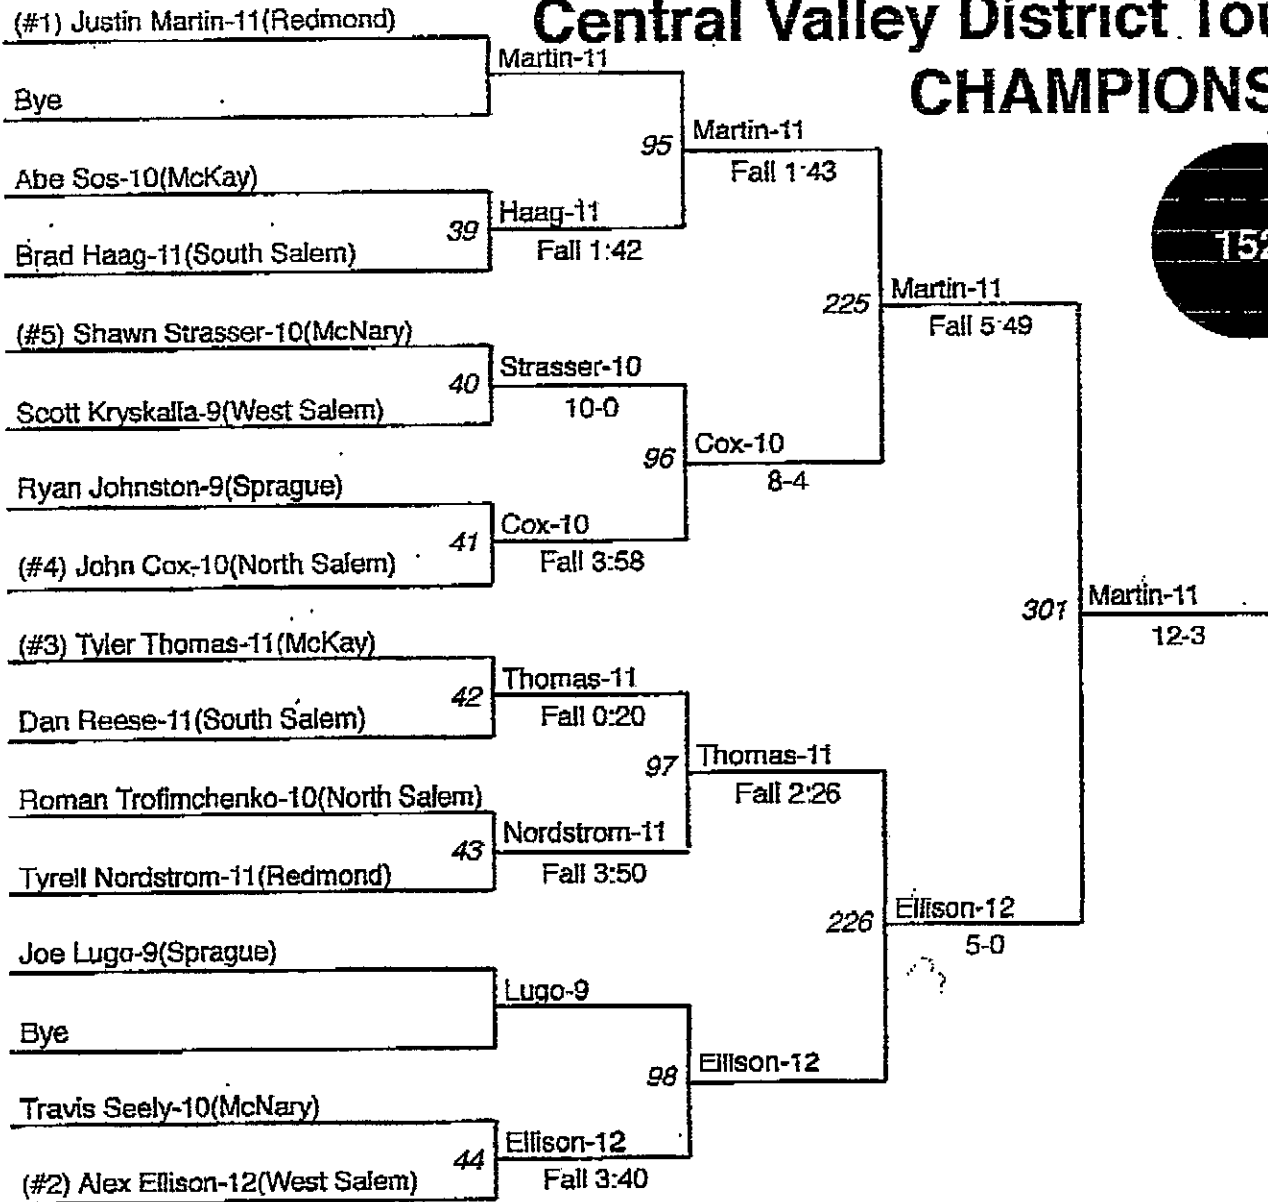 Central Valley District Tou
CHAMPIONS
152
(#1) Justin Martin-11(Redmond)
Bye
Martin-11
Abe Sos-10(McKay)
Brad Haag-11(South Salem)
39
Haag-11
Fall 1:42
95
Martin-11
Fall 1:43
(#5) Shawn Strasser-10(McNary)
Scott Kryskalla-9(West Salem)
40
Strasser-10
10-0
Ryan Johnston-9(Sprague)
(#4) John Cox-10(North Salem)
41
Cox-10
Fall 3:58
96
Cox-10
8-4
225
Martin-11
Fall 5:49
(#3) Tyler Thomas-11(McKay)
Dan Reese-11(South Salem)
42
Thomas-11
Fall 0:20
Roman Trofimchenko-10(North Salem)
Tyrell Nordstrom-11(Redmond)
43
Nordstrom-11
Fall 3:50
97
Thomas-11
Fall 2:26
Joe Lugo-9(Sprague)
Bye
Lugo-9
Travis Seely-10(McNary)
(#2) Alex Ellison-12(West Salem)
44
Ellison-12
Fall 3:40
98
Ellison-12
226
Ellison-12
5-0
301
Martin-11
12-3